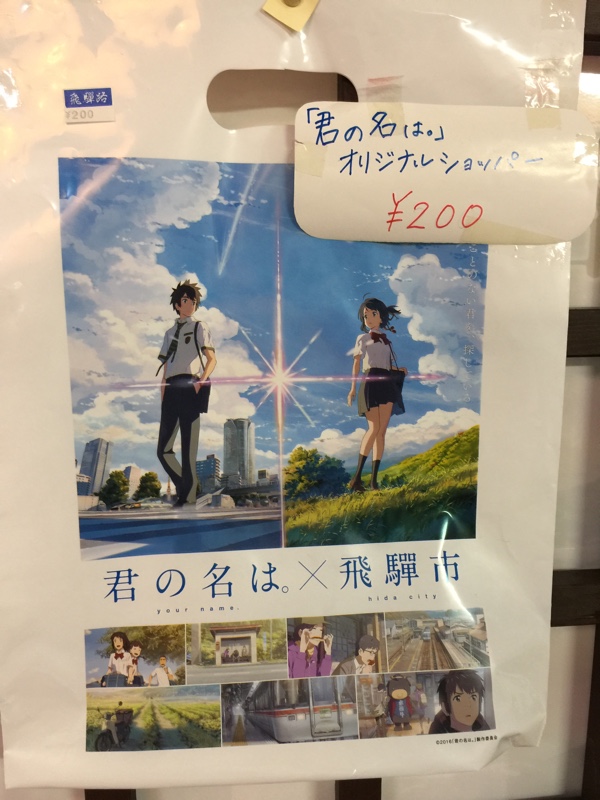 飛騨路
¥200
「君の名は。」
オリジナルショッパー
¥200
君の名は。×飛騨市
your name.
hida city
©2016「君の名は。」製作委員会